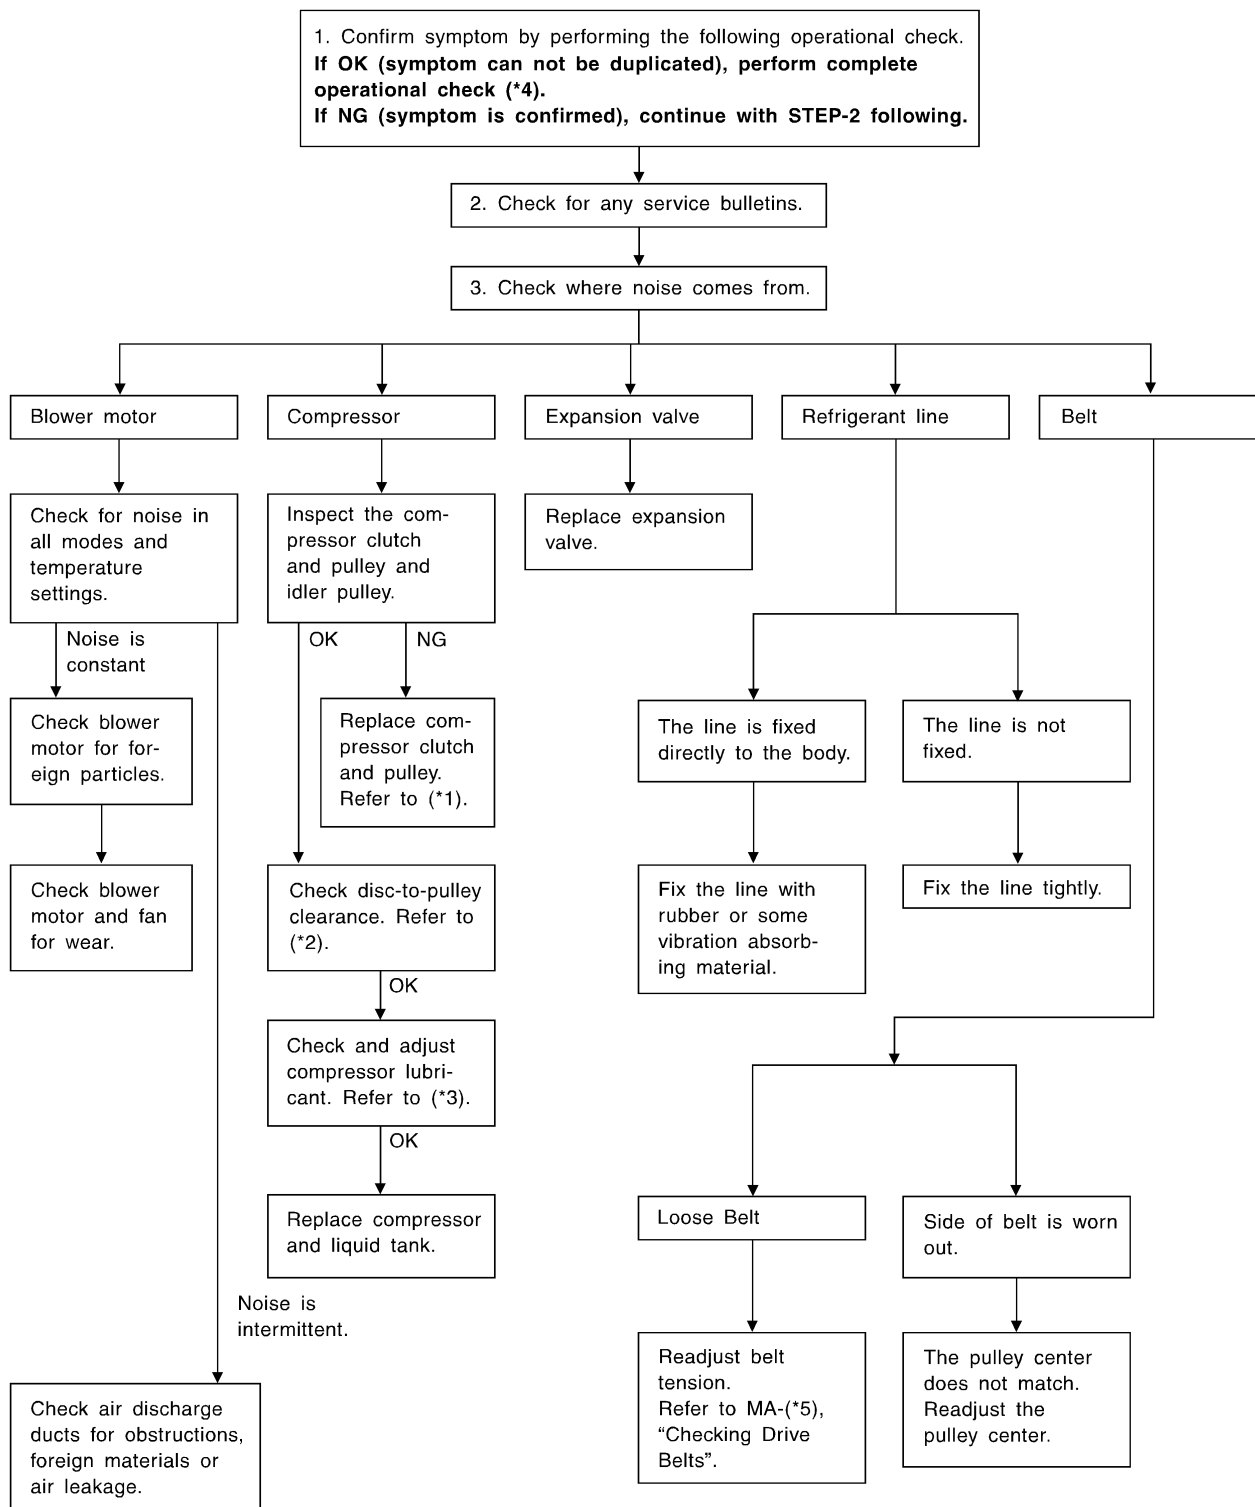 1. Confirm symptom by performing the following operational check.
If OK (symptom can not be duplicated), perform complete
operational check (*4).
If NG (symptom is confirmed), continue with STEP-2 following.
2. Check for any service bulletins.
3. Check where noise comes from.
Blower motor
Compressor
Expansion valve
Refrigerant line
Belt
Check for noise in
all modes and
temperature
settings.
Inspect the com-
pressor clutch
and pulley and
idler pulley.
Replace expansion
valve.
Noise is
constant
OK
NG
Check blower
motor for for-
eign particles.
Replace com-
pressor clutch
and pulley.
Refer to (*1).
The line is fixed
directly to the body.
The line is not
fixed.
Check blower
motor and fan
for wear.
Check disc-to-pulley
clearance. Refer to
(*2).
Fix the line with
rubber or some
vibration absorb-
ing material.
Fix the line tightly.
OK
Check and adjust
compressor lubri-
cant. Refer to (*3).
OK
Replace compressor
and liquid tank.
Loose Belt
Side of belt is worn
out.
Noise is
intermittent.
Readjust belt
tension.
Refer to MA-(*5),
“Checking Drive
Belts”.
The pulley center
does not match.
Readjust the
pulley center.
Check air discharge
ducts for obstructions,
foreign materials or
air leakage.